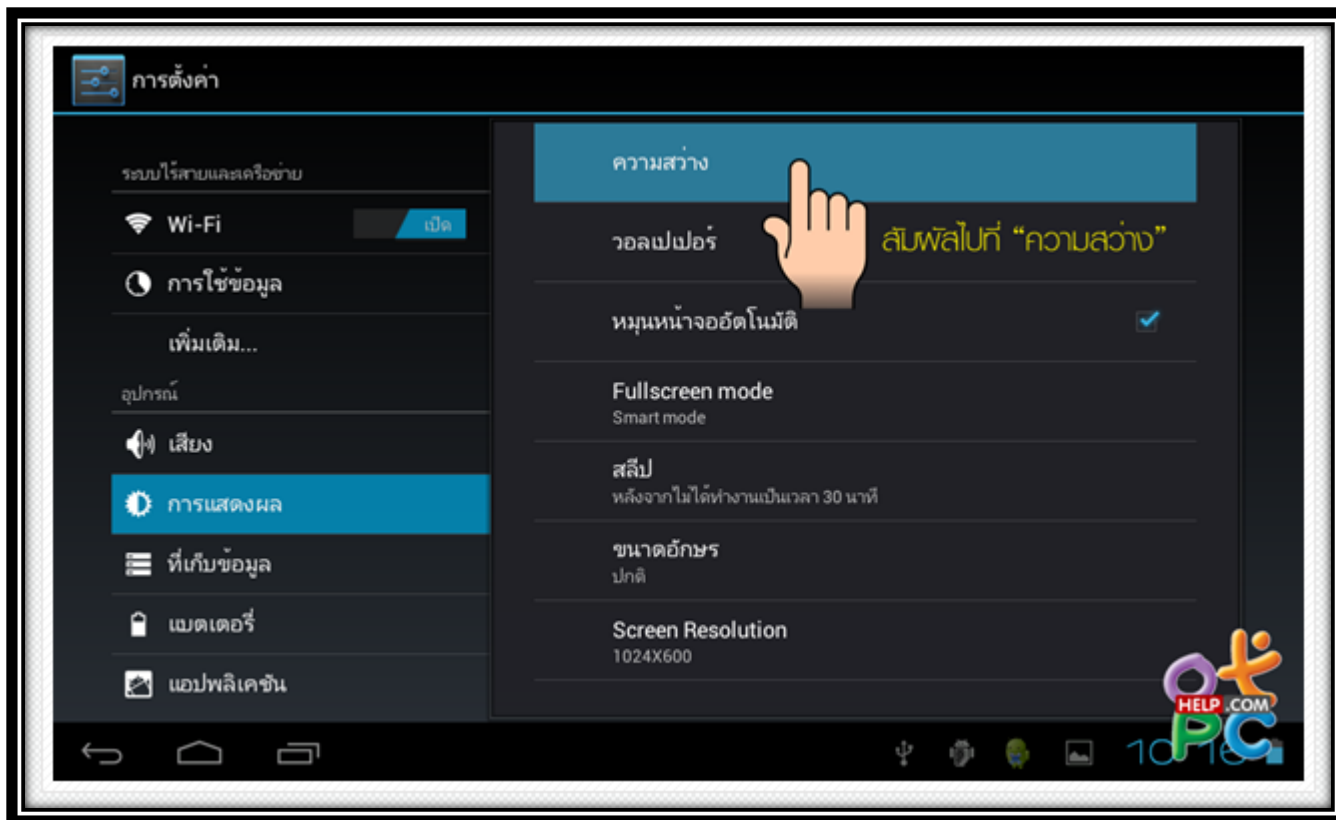 การตั้งค่า
ระบบไร้สายและเครือข่าย
Wi-Fi
เปิด
การใช้ข้อมูล
เพิ่มเติม...
อุปกรณ์
เสียง
การแสดงผล
ที่เก็บข้อมูล
แบตเตอรี่
แอปพลิเคชัน
ความสว่าง
วอลเปเปอร์
สัมผัสไปที่ “ความสว่าง”
หมุนหน้าจออัตโนมัติ
Fullscreen mode
Smart mode
สลีป
หลังจากไม่ได้ทำงานเป็นเวลา 30 นาที
ขนาดอักษร
ปกติ
Screen Resolution
1024X600
HELP.COM
PC
10:16